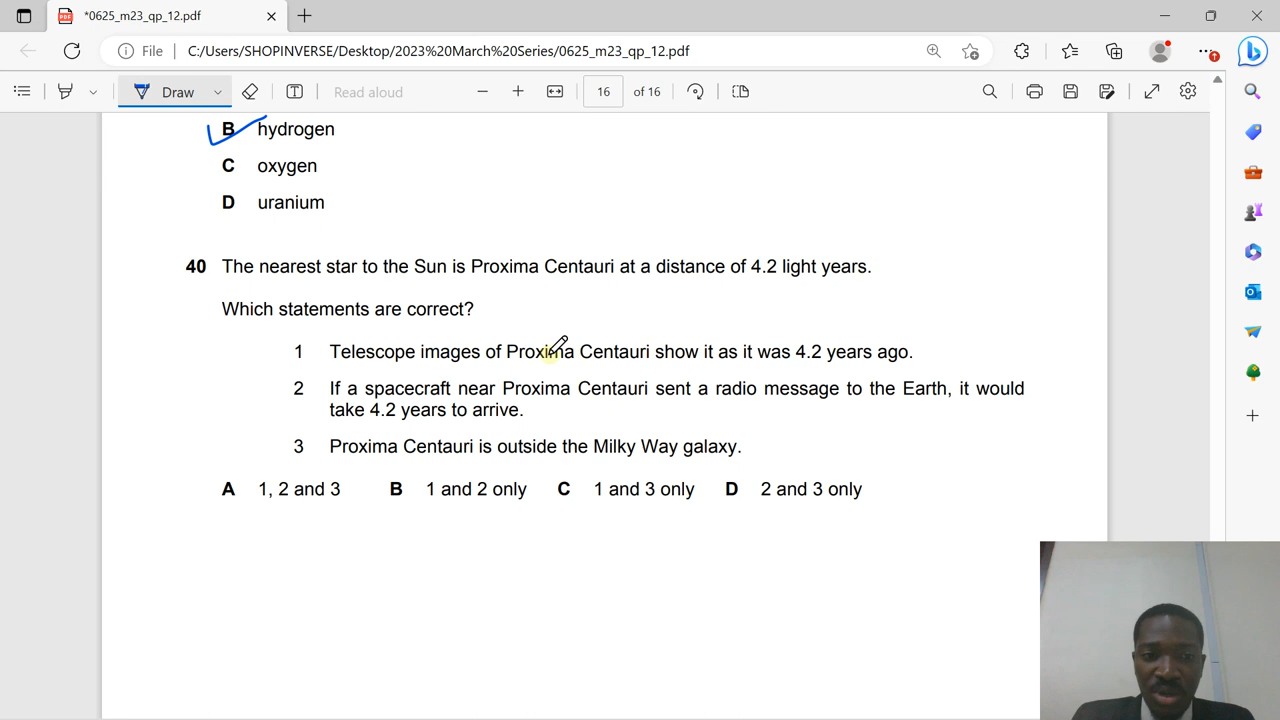 *0625_m23_qp_12.pdf
File C:/Users/SHOPINVERSE/Desktop/2023%20March%20Series/0625_m23_qp_12.pdf
Draw Read aloud 16 of 16
B hydrogen
C oxygen
D uranium
40 The nearest star to the Sun is Proxima Centauri at a distance of 4.2 light years.
Which statements are correct?
1 Telescope images of Proxima Centauri show it as it was 4.2 years ago.
2 If a spacecraft near Proxima Centauri sent a radio message to the Earth, it would
take 4.2 years to arrive.
3 Proxima Centauri is outside the Milky Way galaxy.
A 1, 2 and 3 B 1 and 2 only C 1 and 3 only D 2 and 3 only